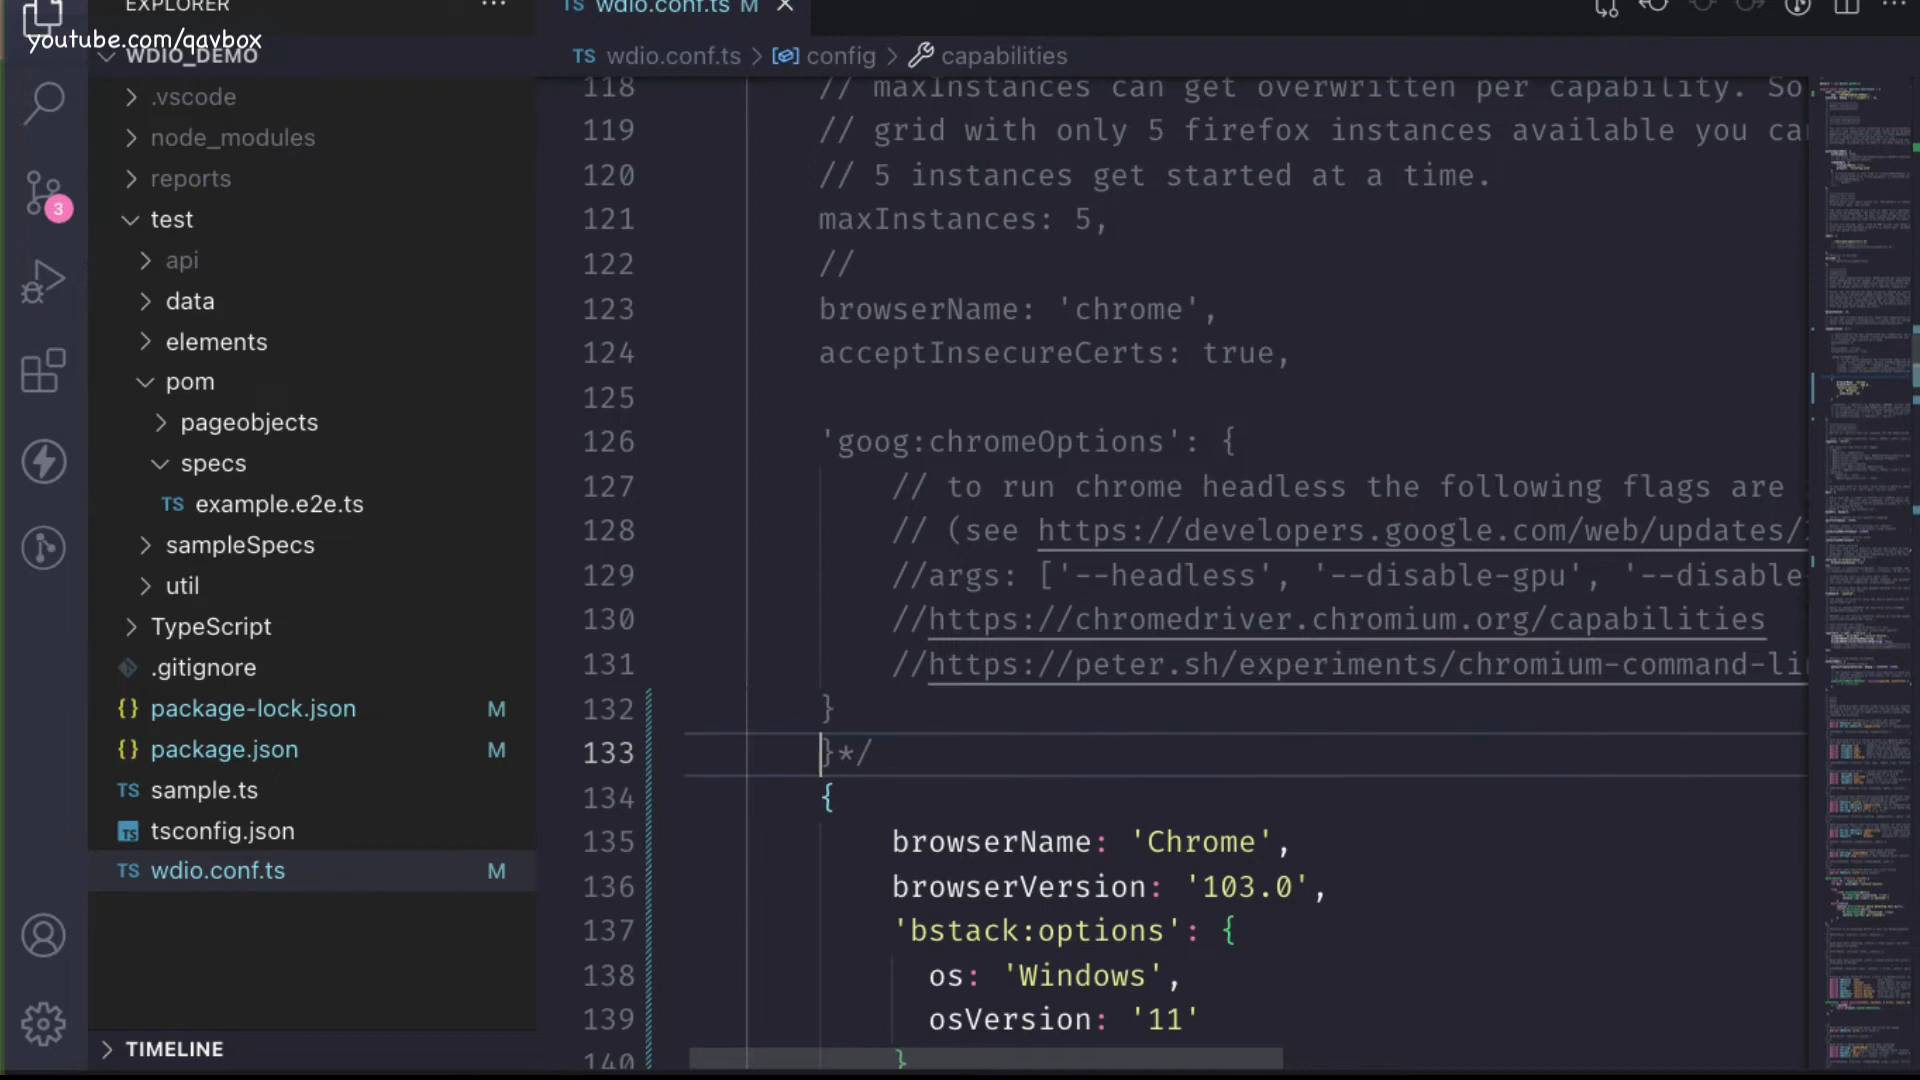 EXPLORER
youtube.com/qavbox
WDIO_DEMO
.vscode
node_modules
reports
3
test
api
data
elements
pom
pageobjects
specs
TS example.e2e.ts
sampleSpecs
util
TypeScript
.gitignore
{} package-lock.json M
{} package.json M
TS sample.ts
TS tsconfig.json
TS wdio.conf.ts M
TIMELINE
TS wdio.conf.ts M
TS wdio.conf.ts > config > capabilities
118 // maxInstances can get overwritten per capability. So
119 // grid with only 5 firefox instances available you ca
120 // 5 instances get started at a time.
121 maxInstances: 5,
122 //
123 browserName: 'chrome',
124 acceptInsecureCerts: true,
125
126 'goog:chromeOptions': {
127 // to run chrome headless the following flags are
128 // (see https://developers.google.com/web/updates/
129 //args: ['--headless', '--disable-gpu', '--disable
130 //https://chromedriver.chromium.org/capabilities
131 //https://peter.sh/experiments/chromium-command-li
132 }
133 }*/
134 {
135 browserName: 'Chrome',
136 browserVersion: '103.0',
137 'bstack:options': {
138 os: 'Windows',
139 osVersion: '11'
140 }